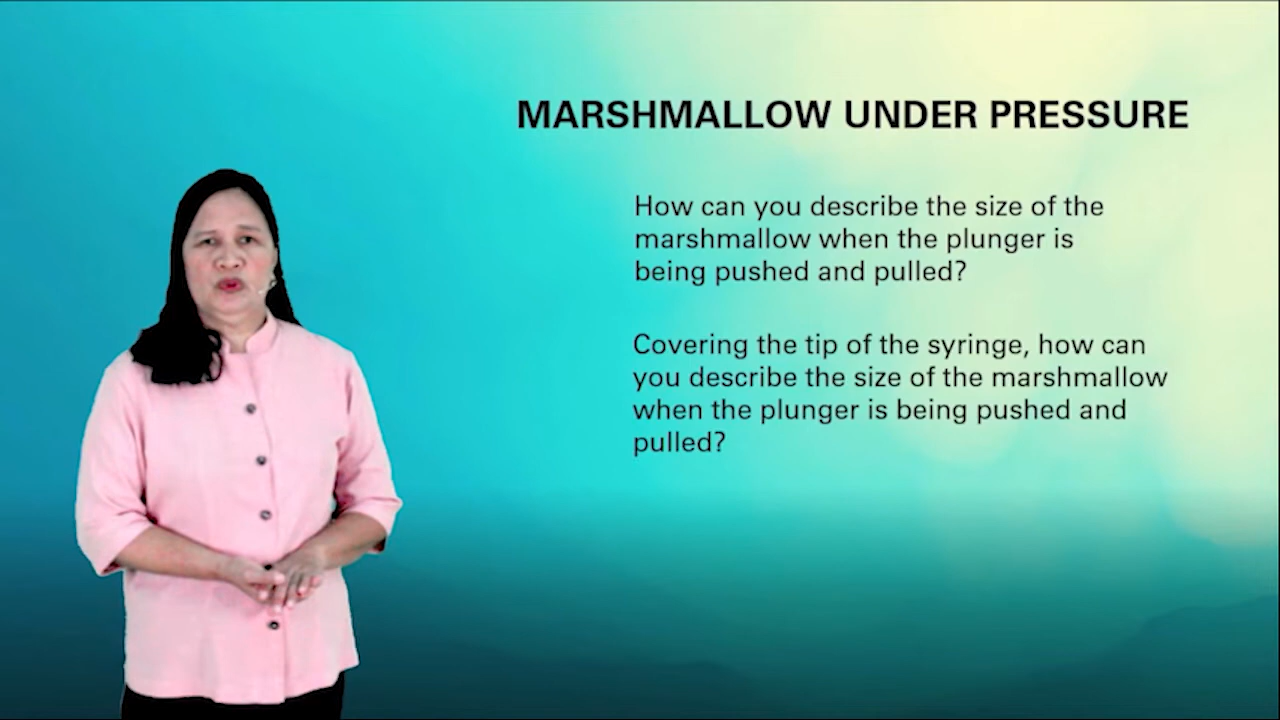 MARSHMALLOW UNDER PRESSURE
How can you describe the size of the
marshmallow when the plunger is
being pushed and pulled?
Covering the tip of the syringe, how can
you describe the size of the marshmallow
when the plunger is being pushed and
pulled?